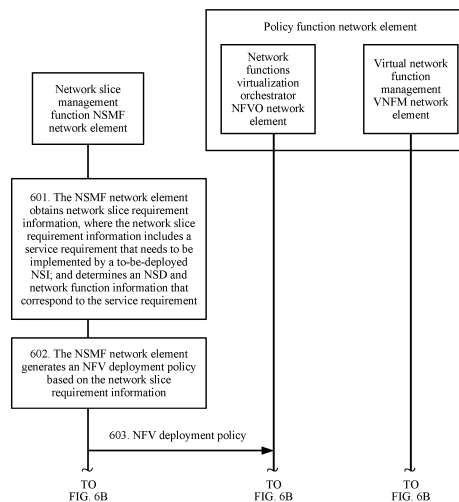 Policy function network element
Network slice
management
function NSMF
network element
Network
functions
virtualization
orchestrator
NFVO network
element
Virtual network
function
management
VNFM network
element
601. The NSMF network element
obtains network slice requirement
information, where the network slice
requirement information includes a
service requirement that needs to be
implemented by a to-be-deployed
NSI; and determines an NSD and
network function information that
correspond to the service requirement
602. The NSMF network element
generates an NFV deployment policy
based on the network slice
requirement information
603. NFV deployment policy
TO
FIG. 6B
TO
FIG. 6B
TO
FIG. 6B